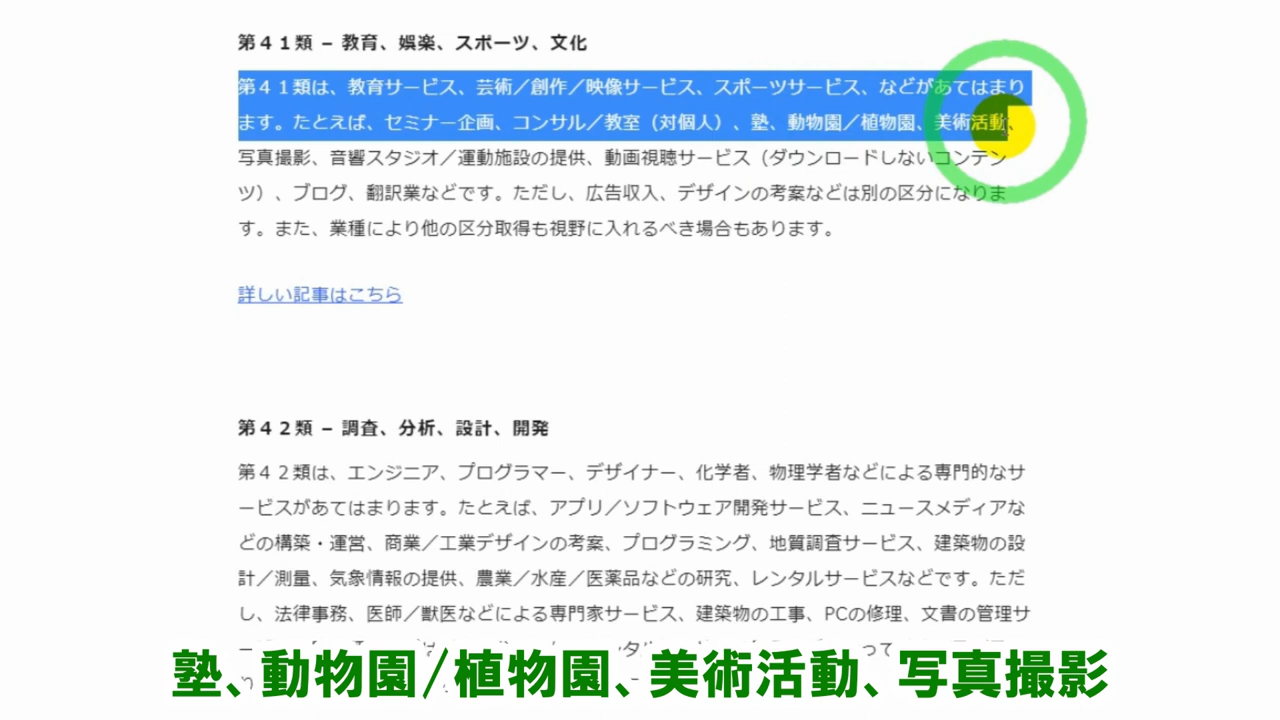 第４１類 – 教育、娯楽、スポーツ、文化
第４１類は、教育サービス、芸術／創作／映像サービス、スポーツサービス、などがあてはまり
ます。たとえば、セミナー企画、コンサル／教室（対個人）、塾、動物園／植物園、美術活動、
写真撮影、音響スタジオ／運動施設の提供、動画視聴サービス（ダウンロードしないコンテン
ツ）、ブログ、翻訳業などです。ただし、広告収入、デザインの考案などは別の区分になりま
す。また、業種により他の区分取得も視野に入れるべき場合もあります。
詳しい記事はこちら
第４２類 – 調査、分析、設計、開発
第４２類は、エンジニア、プログラマー、デザイナー、化学者、物理学者などによる専門的なサ
ービスがあてはまります。たとえば、アプリ／ソフトウェア開発サービス、ニュースメディアな
どの構築・運営、商業／工業デザインの考案、プログラミング、地質調査サービス、建築物の設
計／測量、気象情報の提供、農業／水産／医薬品などの研究、レンタルサービスなどです。ただ
し、法律事務、医師／獣医などによる専門家サービス、建築物の工事、PCの修理、文書の管理サ
塾、動物園/植物園、美術活動、写真撮影